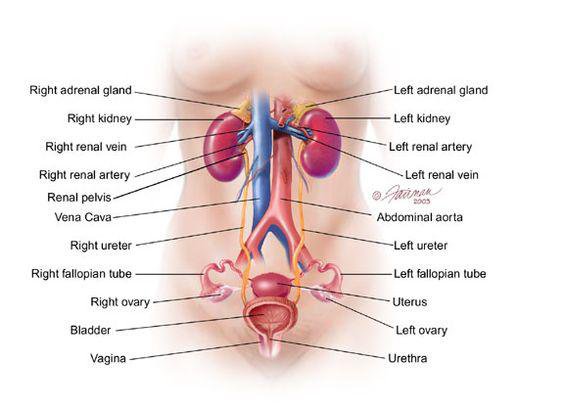 Right adrenal gland
Left adrenal gland
Right kidney
Left kidney
Right renal vein
Left renal artery
Right renal artery
Left renal vein
Renal pelvis
© Fairman
2003
Vena Cava
Abdominal aorta
Right ureter
Left ureter
Right fallopian tube
Left fallopian tube
Right ovary
Uterus
Bladder
Left ovary
Vagina
Urethra